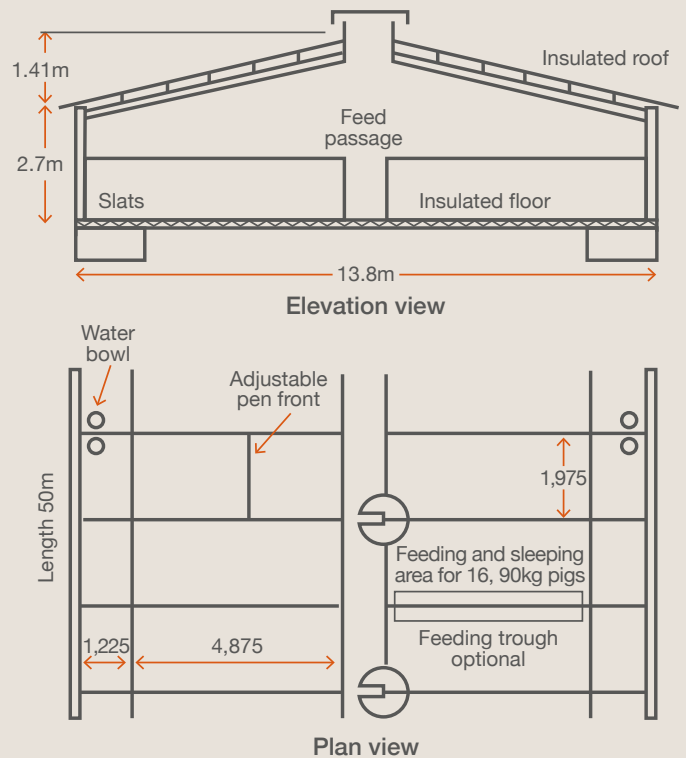 1.41m
Insulated roof
Feed
passage
2.7m
Slats
Insulated floor
13.8m
Elevation view
Water
bowl
Adjustable
pen front
1,975
Length 50m
Feeding and sleeping
area for 16, 90kg pigs
1,225
4,875
Feeding trough
optional
Plan view